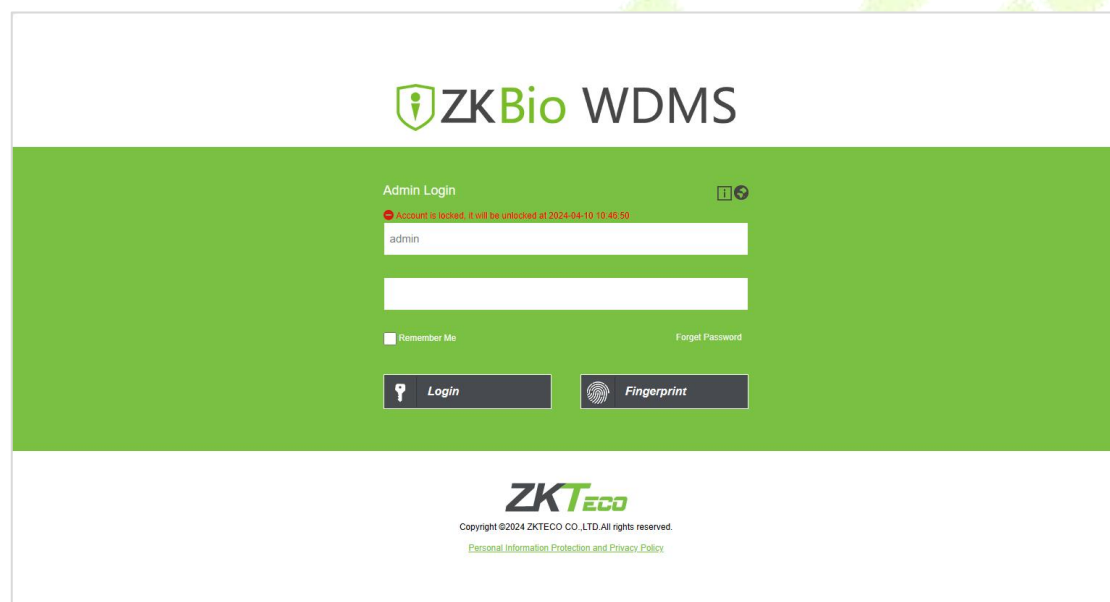 ZKBio WDMS
Admin Login
Account is locked, it will be unlocked at 2024-04-10 10:46:50
admin
Remember Me
Forget Password
Login
Fingerprint
ZKTECO
Copyright ©2024 ZKTECO CO.,LTD.All rights reserved.
Personal Information Protection and Privacy Policy